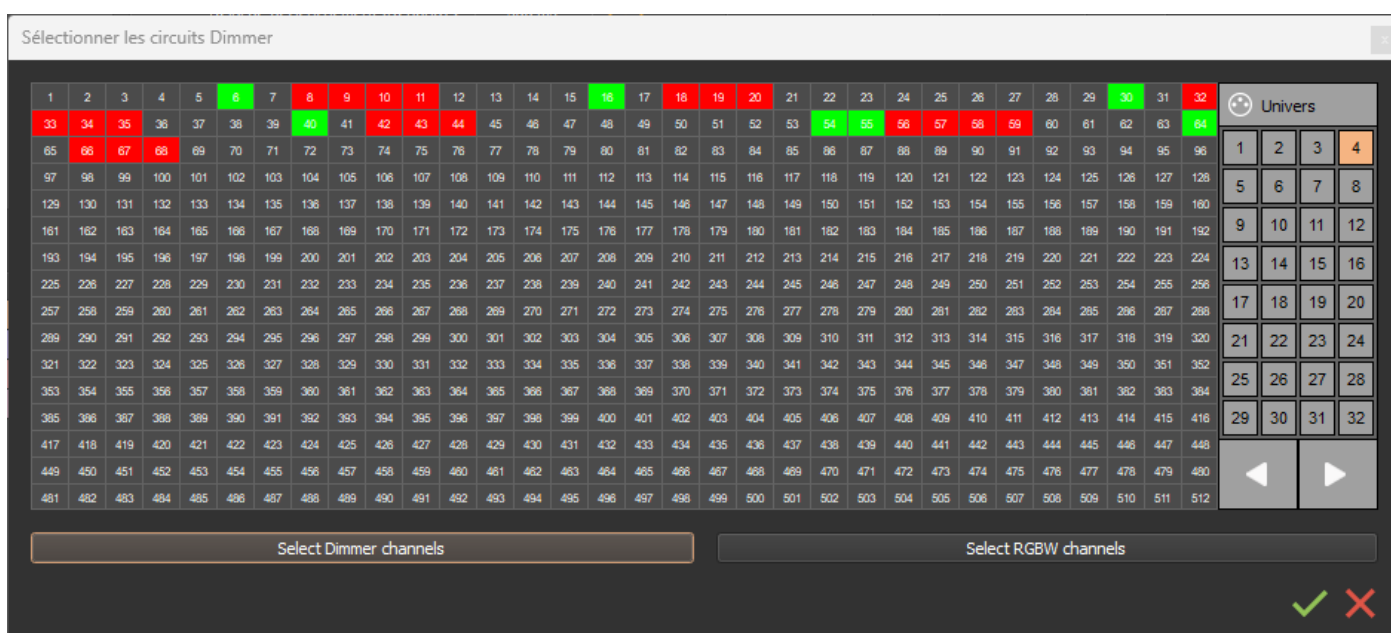 Sélectionner les circuits Dimmer
x
1 2 3 4 5 6 7 8 9 10 11 12 13 14 15 16 17 18 19 20 21 22 23 24 25 26 27 28 29 30 31 32
33 34 35 36 37 38 39 40 41 42 43 44 45 46 47 48 49 50 51 52 53 54 55 56 57 58 59 60 61 62 63 64
65 66 67 68 69 70 71 72 73 74 75 76 77 78 79 80 81 82 83 84 85 86 87 88 89 90 91 92 93 94 95 96
97 98 99 100 101 102 103 104 105 106 107 108 109 110 111 112 113 114 115 116 117 118 119 120 121 122 123 124 125 126 127 128
129 130 131 132 133 134 135 136 137 138 139 140 141 142 143 144 145 146 147 148 149 150 151 152 153 154 155 156 157 158 159 160
161 162 163 164 165 166 167 168 169 170 171 172 173 174 175 176 177 178 179 180 181 182 183 184 185 186 187 188 189 190 191 192
193 194 195 196 197 198 199 200 201 202 203 204 205 206 207 208 209 210 211 212 213 214 215 216 217 218 219 220 221 222 223 224
225 226 227 228 229 230 231 232 233 234 235 236 237 238 239 240 241 242 243 244 245 246 247 248 249 250 251 252 253 254 255 256
257 258 259 260 261 262 263 264 265 266 267 268 269 270 271 272 273 274 275 276 277 278 279 280 281 282 283 284 285 286 287 288
289 290 291 292 293 294 295 296 297 298 299 300 301 302 303 304 305 306 307 308 309 310 311 312 313 314 315 316 317 318 319 320
321 322 323 324 325 326 327 328 329 330 331 332 333 334 335 336 337 338 339 340 341 342 343 344 345 346 347 348 349 350 351 352
353 354 355 356 357 358 359 360 361 362 363 364 365 366 367 368 369 370 371 372 373 374 375 376 377 378 379 380 381 382 383 384
385 386 387 388 389 390 391 392 393 394 395 396 397 398 399 400 401 402 403 404 405 406 407 408 409 410 411 412 413 414 415 416
417 418 419 420 421 422 423 424 425 426 427 428 429 430 431 432 433 434 435 436 437 438 439 440 441 442 443 444 445 446 447 448
449 450 451 452 453 454 455 456 457 458 459 460 461 462 463 464 465 466 467 468 469 470 471 472 473 474 475 476 477 478 479 480
481 482 483 484 485 486 487 488 489 490 491 492 493 494 495 496 497 498 499 500 501 502 503 504 505 506 507 508 509 510 511 512
Univers
1 2 3 4
5 6 7 8
9 10 11 12
13 14 15 16
17 18 19 20
21 22 23 24
25 26 27 28
29 30 31 32
Select Dimmer channels
Select RGBW channels